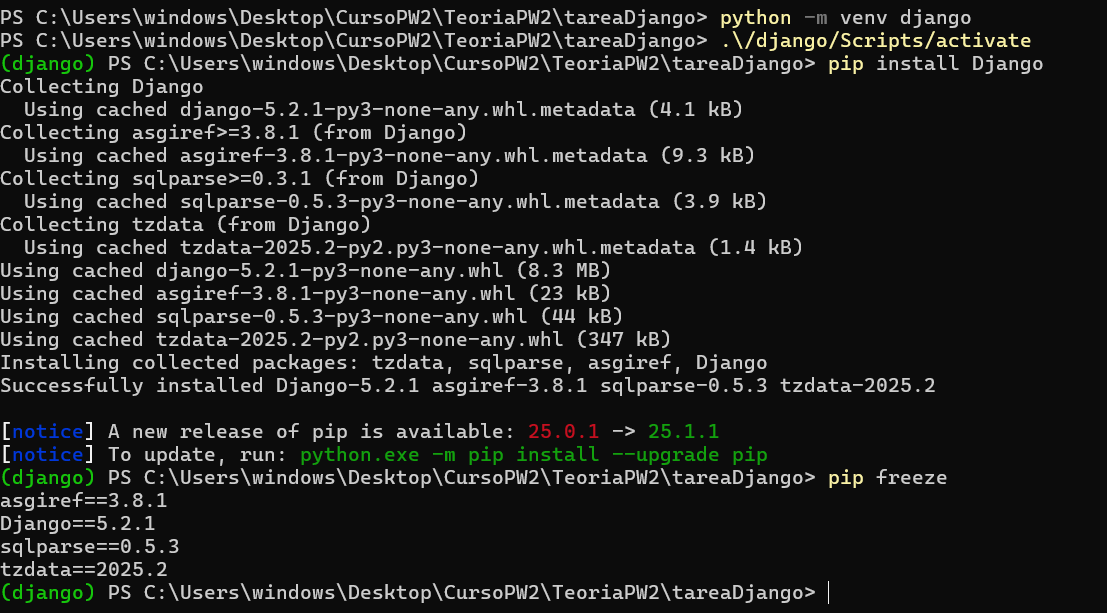 PS C:\Users\windows\Desktop\CursoPW2\TeoriaPW2\tareaDjango> python -m venv django
PS C:\Users\windows\Desktop\CursoPW2\TeoriaPW2\tareaDjango> .\/django/Scripts/activate
(django) PS C:\Users\windows\Desktop\CursoPW2\TeoriaPW2\tareaDjango> pip install Django
Collecting Django
  Using cached django-5.2.1-py3-none-any.whl.metadata (4.1 kB)
Collecting asgiref>=3.8.1 (from Django)
  Using cached asgiref-3.8.1-py3-none-any.whl.metadata (9.3 kB)
Collecting sqlparse>=0.3.1 (from Django)
  Using cached sqlparse-0.5.3-py3-none-any.whl.metadata (3.9 kB)
Collecting tzdata (from Django)
  Using cached tzdata-2025.2-py2.py3-none-any.whl.metadata (1.4 kB)
Using cached django-5.2.1-py3-none-any.whl (8.3 MB)
Using cached asgiref-3.8.1-py3-none-any.whl (23 kB)
Using cached sqlparse-0.5.3-py3-none-any.whl (44 kB)
Using cached tzdata-2025.2-py2.py3-none-any.whl (347 kB)
Installing collected packages: tzdata, sqlparse, asgiref, Django
Successfully installed Django-5.2.1 asgiref-3.8.1 sqlparse-0.5.3 tzdata-2025.2

[notice] A new release of pip is available: 25.0.1 -> 25.1.1
[notice] To update, run: python.exe -m pip install --upgrade pip
(django) PS C:\Users\windows\Desktop\CursoPW2\TeoriaPW2\tareaDjango> pip freeze
asgiref==3.8.1
Django==5.2.1
sqlparse==0.5.3
tzdata==2025.2
(django) PS C:\Users\windows\Desktop\CursoPW2\TeoriaPW2\tareaDjango>